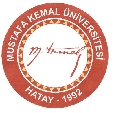 MUSTAFA KEMAL ÜNİVERSİTESİ
HATAY - 1992